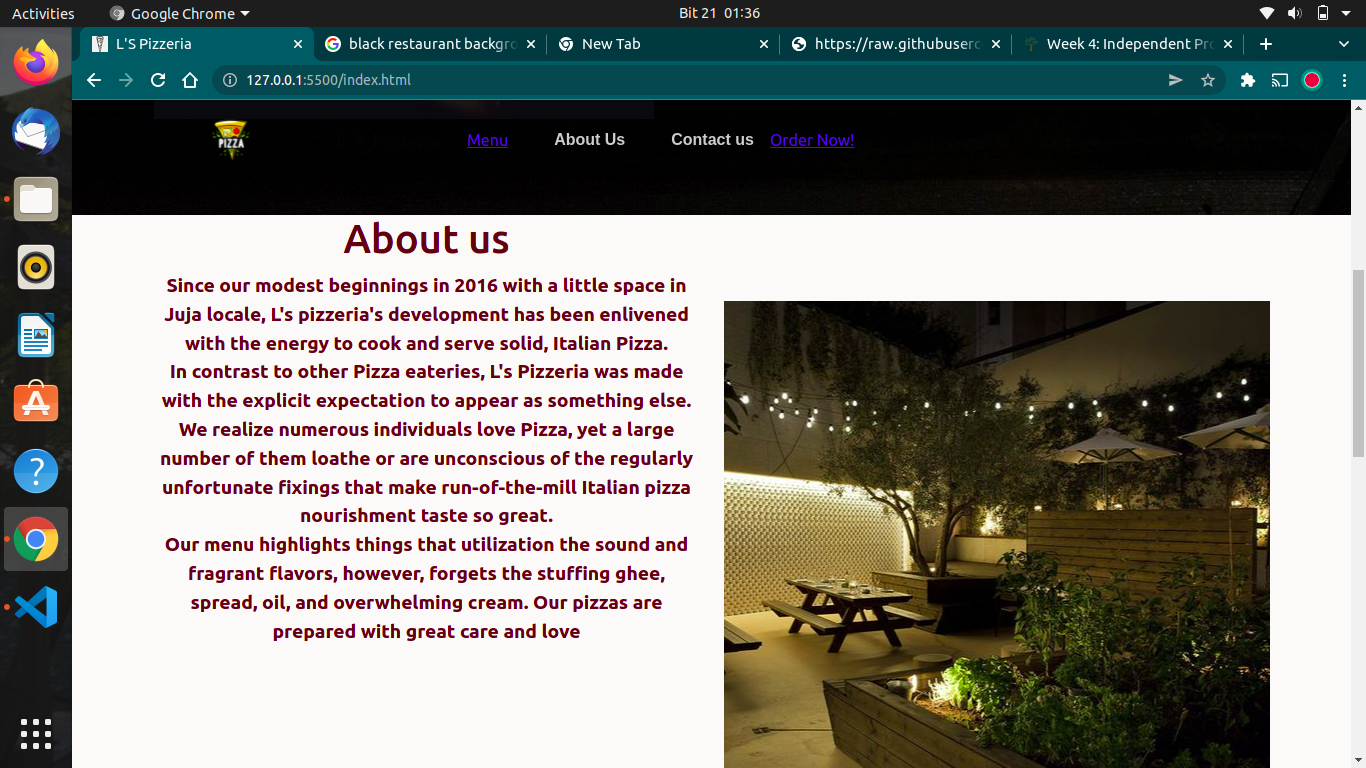 Activities Google Chrome Bit 21 01:36
L'S Pizzeria black restaurant backgro New Tab https://raw.githubuserc Week 4: Independent Pro
127.0.0.1:5500/index.html
PIZZA Menu About Us Contact us Order Now!
About us
Since our modest beginnings in 2016 with a little space in
Juja locale, L's pizzeria's development has been enlivened
with the energy to cook and serve solid, Italian Pizza.
In contrast to other Pizza eateries, L's Pizzeria was made
with the explicit expectation to appear as something else.
We realize numerous individuals love Pizza, yet a large
number of them loathe or are unconscious of the regularly
unfortunate fixings that make run-of-the-mill Italian pizza
nourishment taste so great.
Our menu highlights things that utilization the sound and
fragrant flavors, however, forgets the stuffing ghee,
spread, oil, and overwhelming cream. Our pizzas are
prepared with great care and love